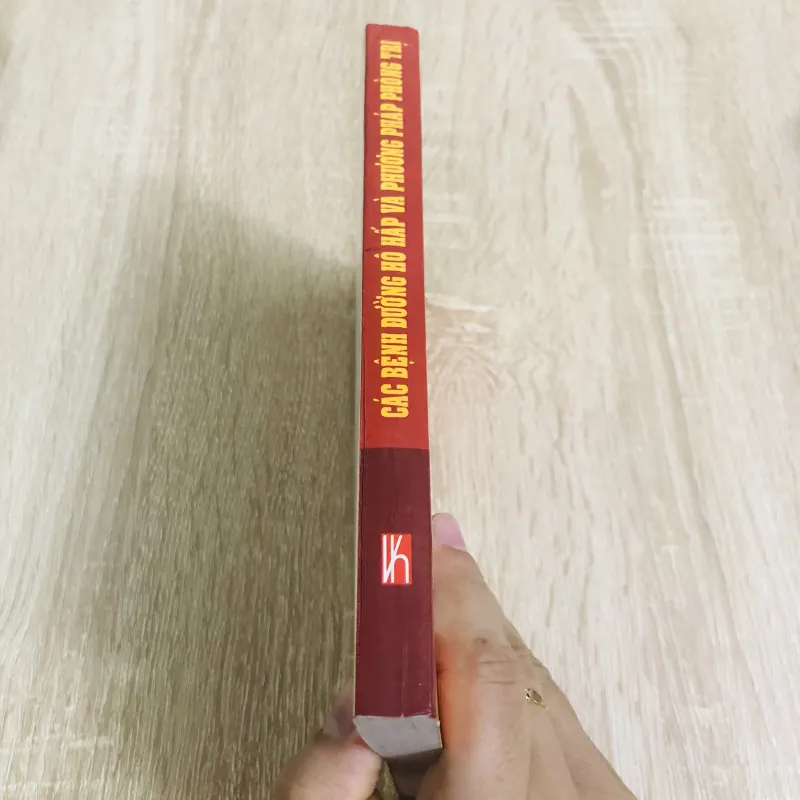 CÁC BỆNH ĐƯỜNG HÔ HẤP VÀ PHƯƠNG PHÁP PHÒNG TRỊ